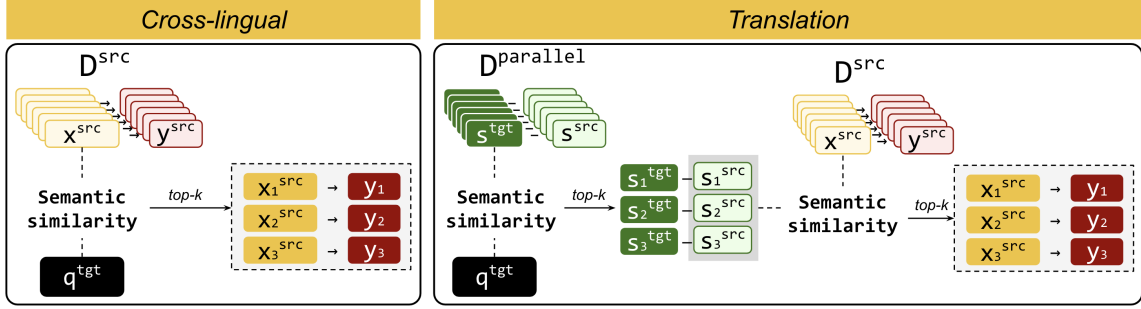 Cross-lingual
D^src
x^src → y^src
Semantic
similarity
top-k
x₁^src → y₁
x₂^src → y₂
x₃^src → y₃
q^tgt
Translation
D^parallel
s^tgt s^src
Semantic
similarity
top-k
s₁^tgt s₁^src
s₂^tgt s₂^src
s₃^tgt s₃^src
q^tgt
D^src
x^src → y^src
Semantic
similarity
top-k
x₁^src → y₁
x₂^src → y₂
x₃^src → y₃